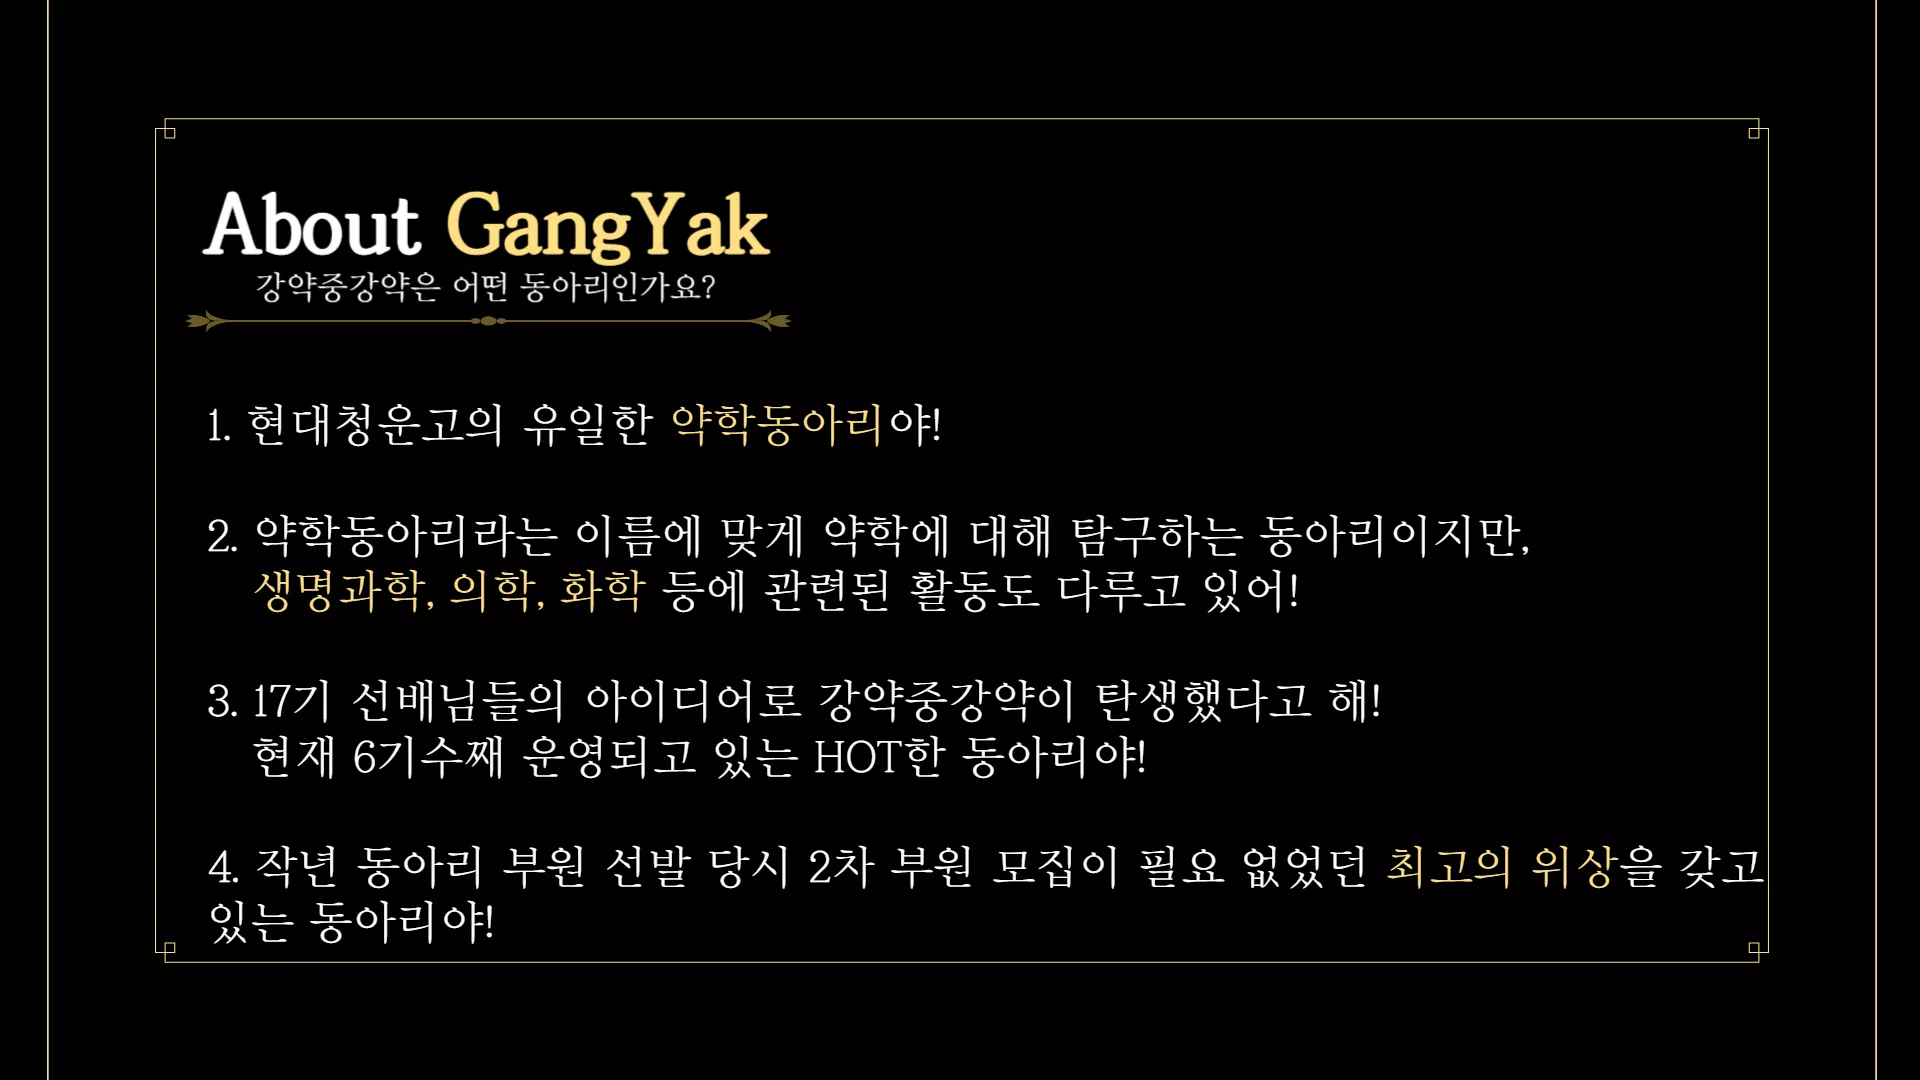 About GangYak
강약중강약은 어떤 동아리인가요?
1. 현대청운고의 유일한 약학동아리야!
2. 약학동아리라는 이름에 맞게 약학에 대해 탐구하는 동아리이지만,
생명과학, 의학, 화학 등에 관련된 활동도 다루고 있어!
3. 17기 선배님들의 아이디어로 강약중강약이 탄생했다고 해!
현재 6기수째 운영되고 있는 HOT한 동아리야!
4. 작년 동아리 부원 선발 당시 2차 부원 모집이 필요 없었던 최고의 위상을 갖고
있는 동아리야!